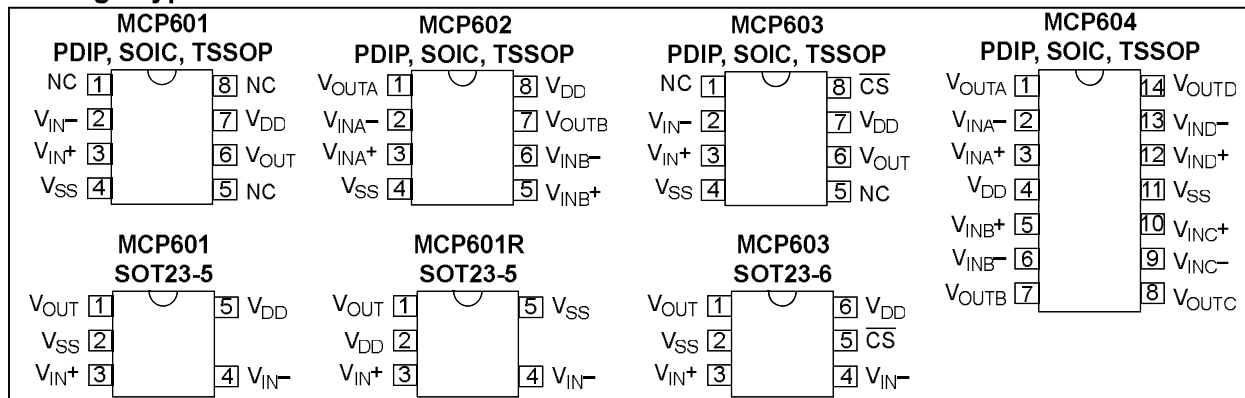 MCP601
PDIP, SOIC, TSSOP
NC 1
8 NC
VIN– 2
7 VDD
VIN+ 3
6 VOUT
VSS 4
5 NC
MCP602
PDIP, SOIC, TSSOP
VOUTA 1
8 VDD
VINA– 2
7 VOUTB
VINA+ 3
6 VINB–
VSS 4
5 VINB+
MCP603
PDIP, SOIC, TSSOP
NC 1
8 C̅S̅
VIN– 2
7 VDD
VIN+ 3
6 VOUT
VSS 4
5 NC
MCP604
PDIP, SOIC, TSSOP
VOUTA 1
14 VOUTD
VINA– 2
13 VIND–
VINA+ 3
12 VIND+
VDD 4
11 VSS
VINB+ 5
10 VINC+
VINB– 6
9 VINC–
VOUTB 7
8 VOUTC
MCP601
SOT23-5
VOUT 1
5 VDD
VSS 2
VIN+ 3
4 VIN–
MCP601R
SOT23-5
VOUT 1
5 VSS
VDD 2
VIN+ 3
4 VIN–
MCP603
SOT23-6
VOUT 1
6 VDD
VSS 2
5 C̅S̅
VIN+ 3
4 VIN–